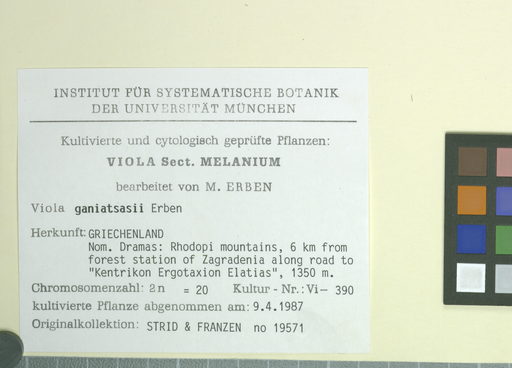 INSTITUT FÜR SYSTEMATISCHE BOTANIK
DER UNIVERSITÄT MÜNCHEN
Kultivierte und cytologisch geprüfte Pflanzen:
VIOLA Sect. MELANIUM
bearbeitet von M. ERBEN
Viola ganiatsasii Erben
Herkunft: GRIECHENLAND
Nom. Dramas: Rhodopi mountains, 6 km from
forest station of Zagradenia along road to
"Kentrikon Ergotaxion Elatias", 1350 m.
Chromosomenzahl: 2n = 20 Kultur - Nr.: Vi- 390
kultivierte Pflanze abgenommen am: 9.4.1987
Originalkollektion: STRID & FRANZEN no 19571